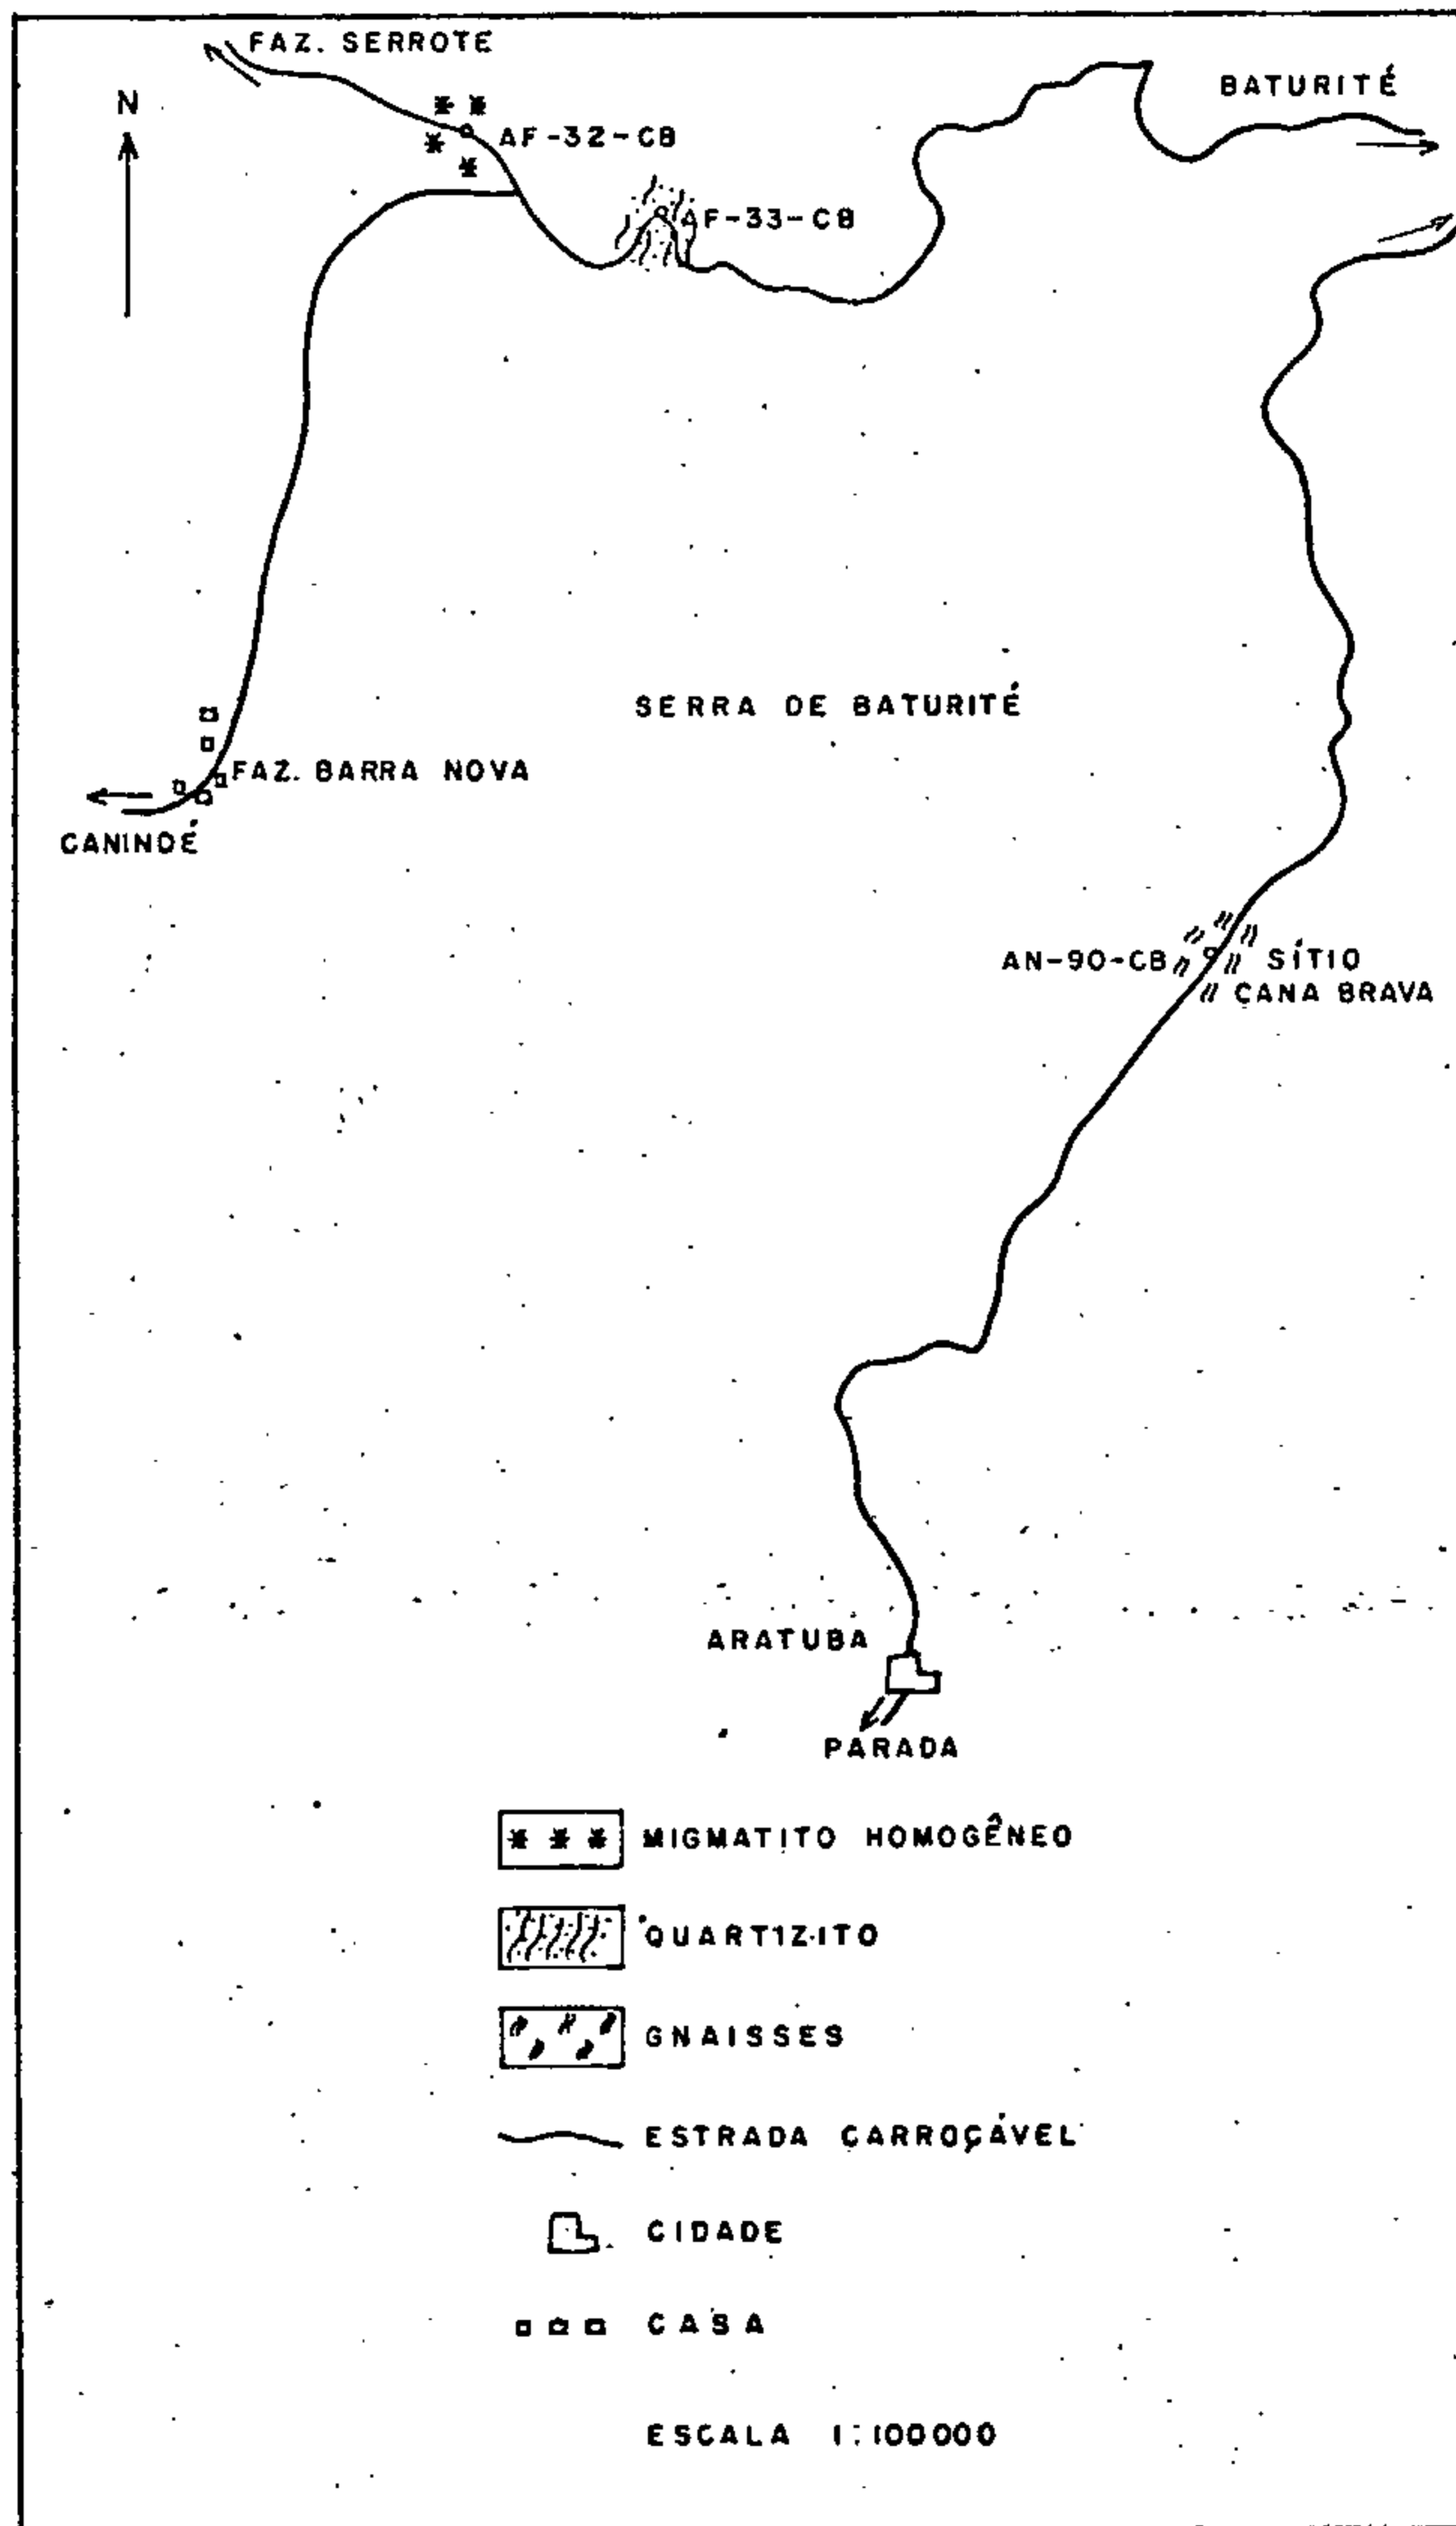 FAZ. SERROTE
BATURITÉ
N
AF-32-CB
AF-33-CB
SERRA DE BATURITÉ
FAZ. BARRA NOVA
CANINDÉ
AN-90-CB
SÍTIO
CANA BRAVA
ARATUBA
PARADA
MIGMATITO HOMOGÊNEO
QUARTIZITO
GNAISSES
ESTRADA CARROÇÁVEL
CIDADE
CASA
ESCALA 1:100000